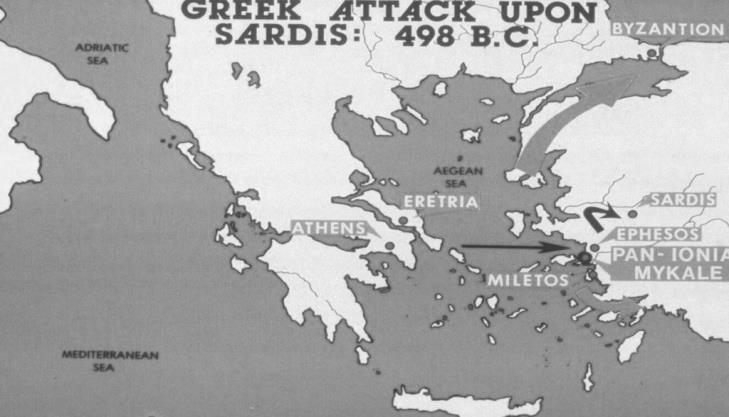 GREEK ATTACK UPON
SARDIS: 498 B.C.
BYZANTION
ADRIATIC
SEA
AEGEAN
SEA
ERETRIA
SARDIS
ATHENS
EPHESOS
PAN-IONIA
MYKALE
MILETOS
MEDITERRANEAN
SEA